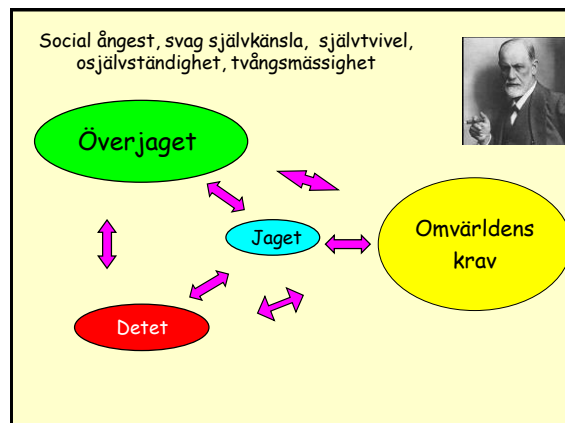 Social ångest, svag självkänsla,  självtvivel,
osjälvständighet, tvångsmässighet
Överjaget
Jaget
Omvärldens
krav
Detet